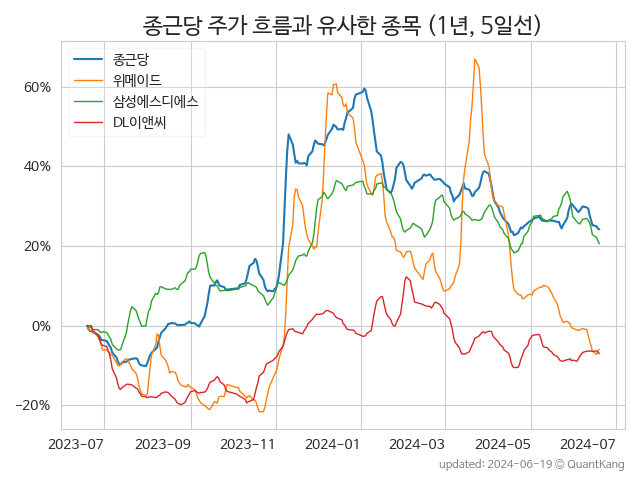 종근당 주가 흐름과 유사한 종목 (1년, 5일선)
종근당
위메이드
삼성에스디에스
DL이앤씨
60%
40%
20%
0%
−20%
2023-07 2023-09 2023-11 2024-01 2024-03 2024-05 2024-07
updated: 2024-06-19 © QuantKang